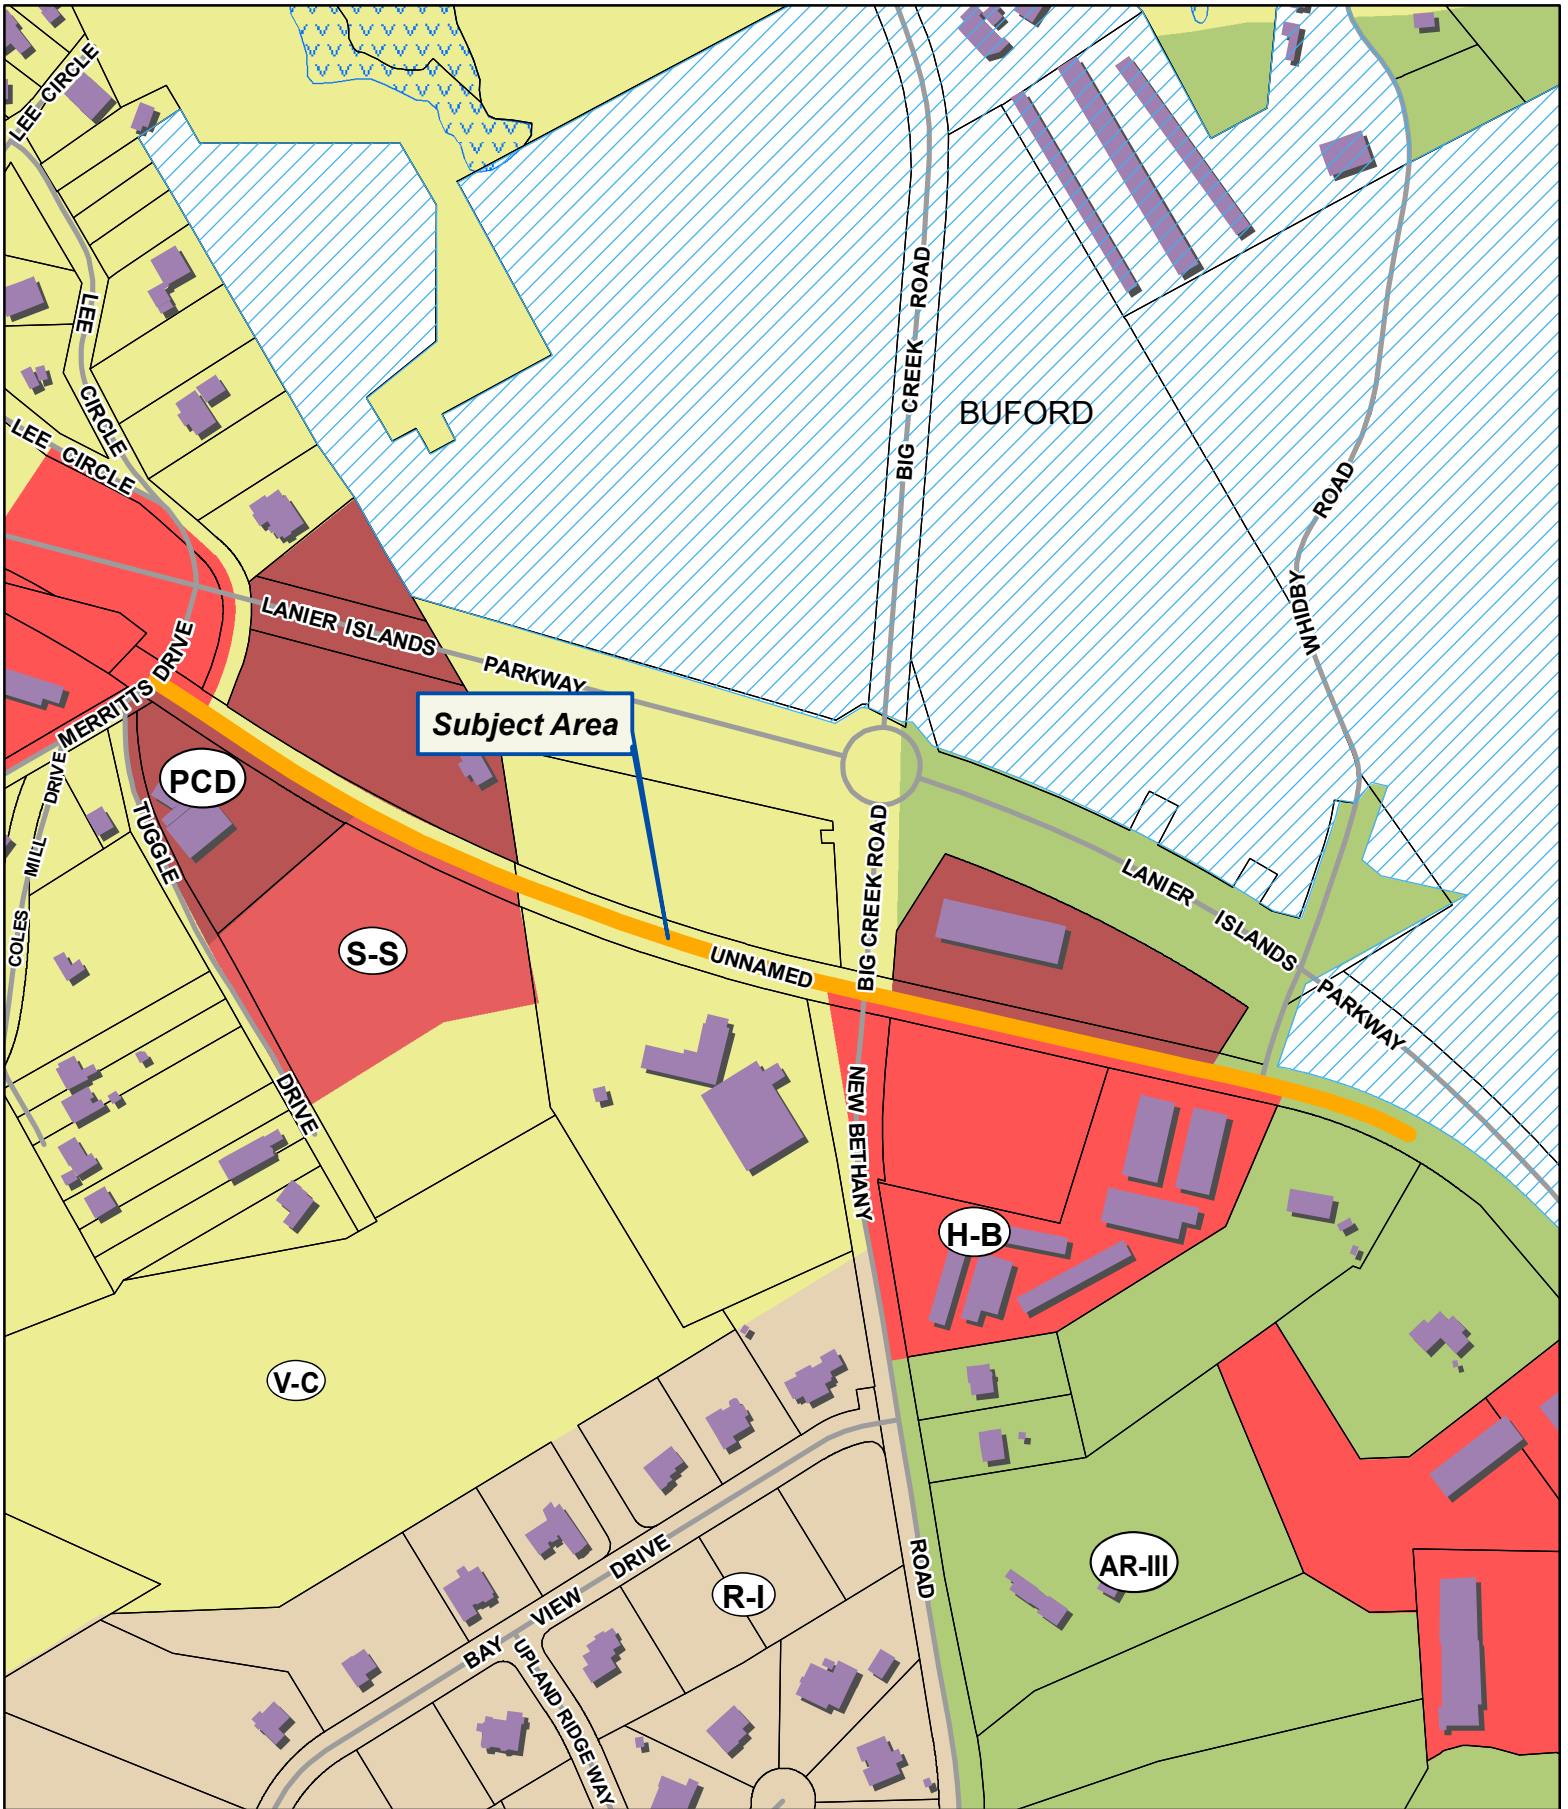 LEE CIRCLE
LEE
CIRCLE
LEE CIRCLE
BIG CREEK ROAD
BUFORD
WHIDBY ROAD
LANIER ISLANDS
PARKWAY
MERRITTS DRIVE
Subject Area
PCD
COLES MILL DRIVE
TUGGLE
DRIVE
S-S
UNNAMED
BIG CREEK ROAD
LANIER ISLANDS
PARKWAY
NEW BETHANY
ROAD
H-B
V-C
AR-III
R-I
BAY VIEW DRIVE
UPLAND RIDGE WAY